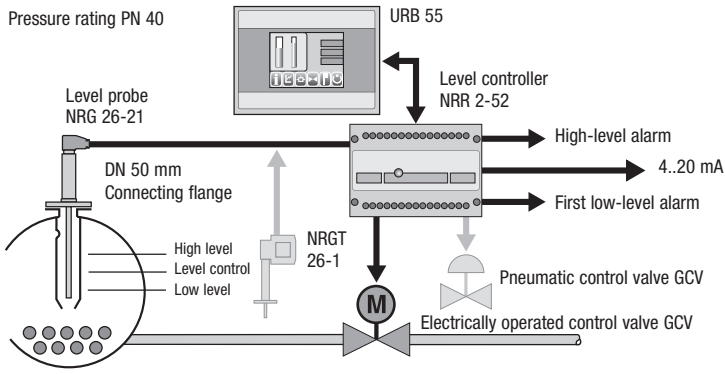 Pressure rating PN 40
URB 55
Level controller
NRR 2-52
Level probe
NRG 26-21
High-level alarm
4..20 mA
First low-level alarm
DN 50 mm
Connecting flange
NRGT
26-1
High level
Level control
Low level
Pneumatic control valve GCV
M
Electrically operated control valve GCV